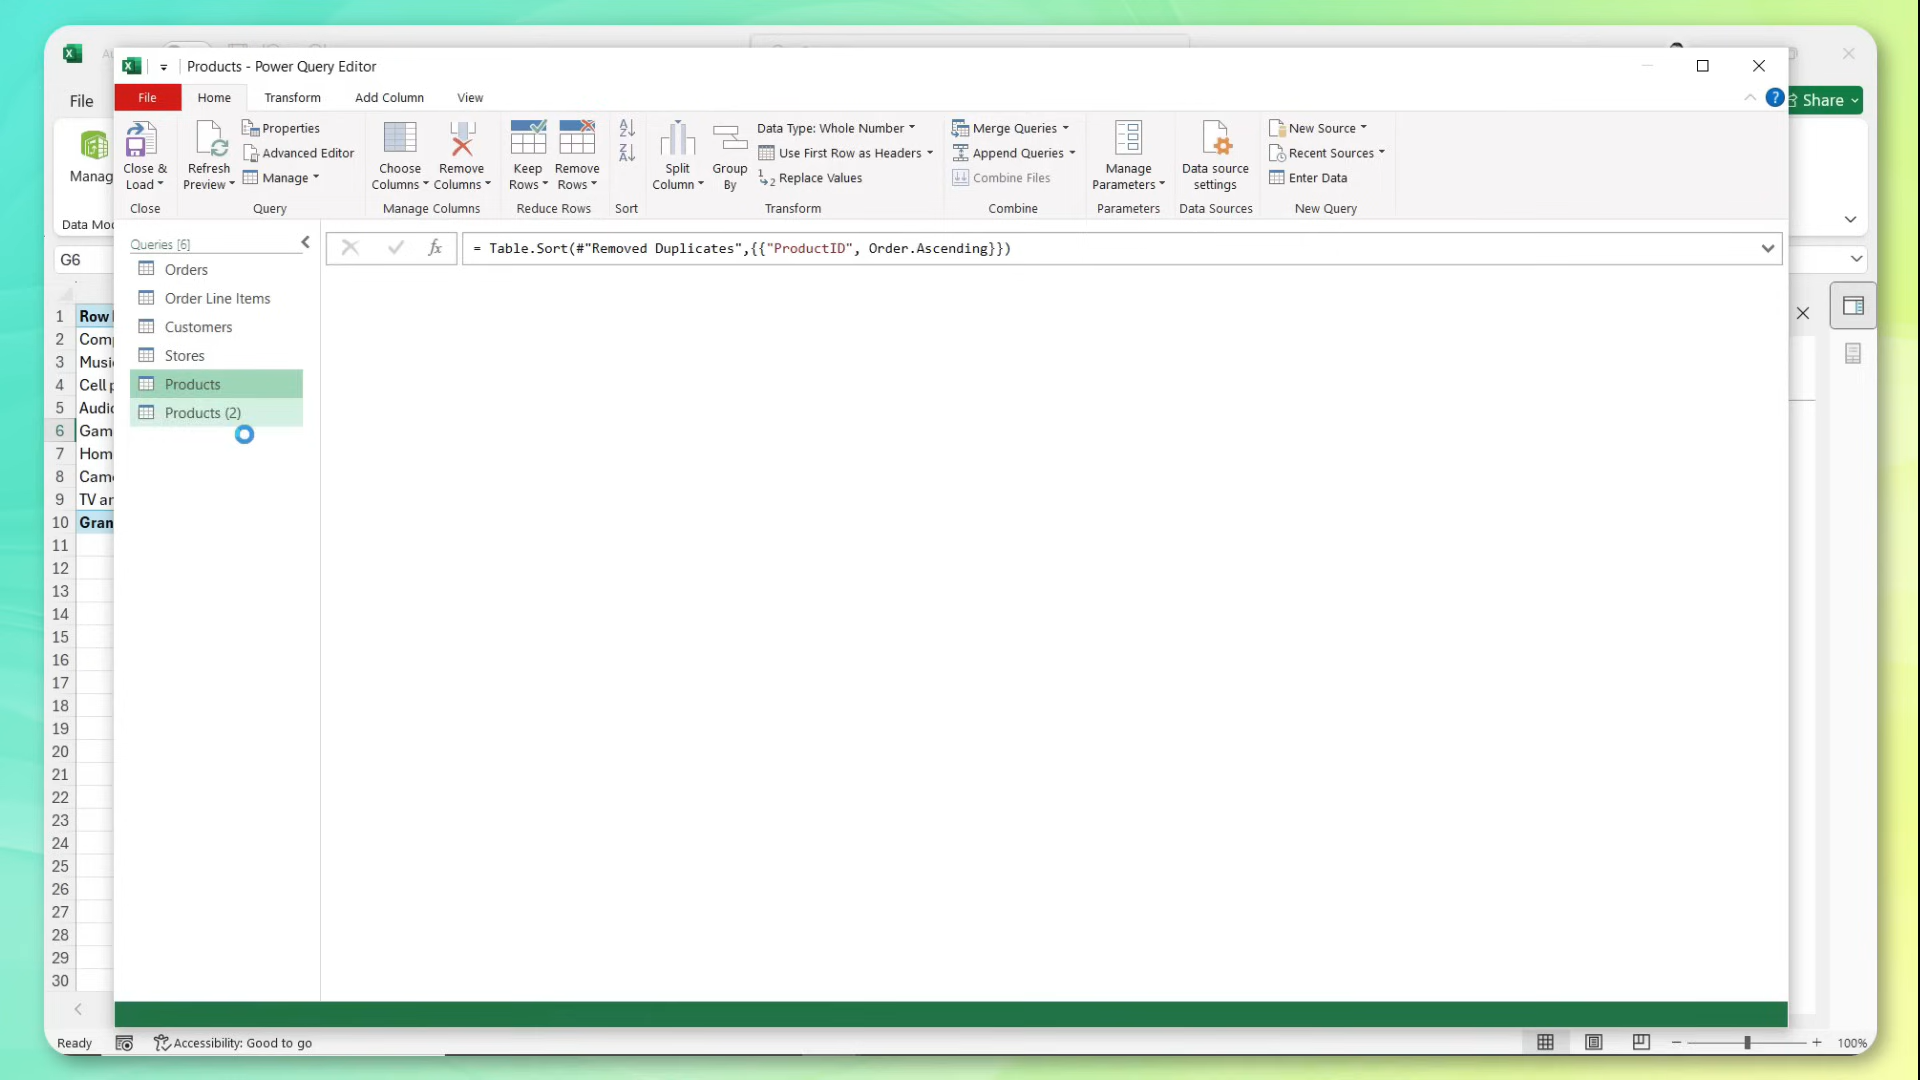 Products - Power Query Editor
File
File Home Transform Add Column View
?
Share
Manag
Data Mo
Close & Load
Close
Refresh Preview
Properties
Advanced Editor
Manage
Query
Choose Columns
Remove Columns
Manage Columns
Keep Rows
Remove Rows
Reduce Rows
Sort
Split Column
Group By
Data Type: Whole Number
Use First Row as Headers
Replace Values
Transform
Merge Queries
Append Queries
Combine Files
Combine
Manage Parameters
Parameters
Data source settings
Data Sources
New Source
Recent Sources
Enter Data
New Query
G6
Queries [6]
fx = Table.Sort(#"Removed Duplicates",{{"ProductID", Order.Ascending}})
Orders
Order Line Items
Customers
Stores
Products
Products (2)
1 Row
2 Com
3 Musi
4 Cell p
5 Audi
6 Gam
7 Hom
8 Cam
9 TV ar
10 Gran
11
12
13
14
15
16
17
18
19
20
21
22
23
24
25
26
27
28
29
30
Ready
Accessibility: Good to go
100%